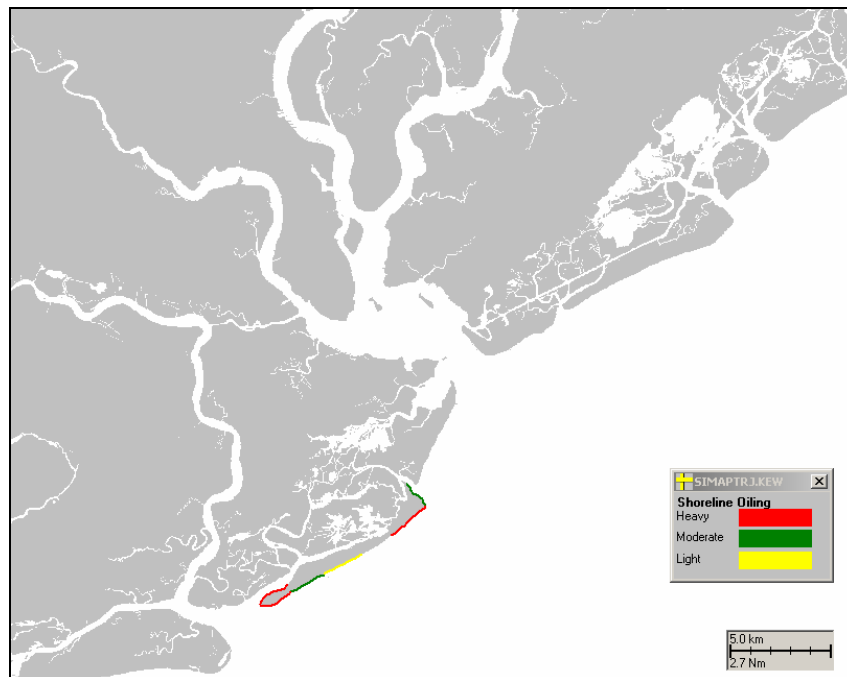 SIMAPTRJ.KEW
Shoreline Oiling
Heavy
Moderate
Light
5.0 km
2.7 Nm